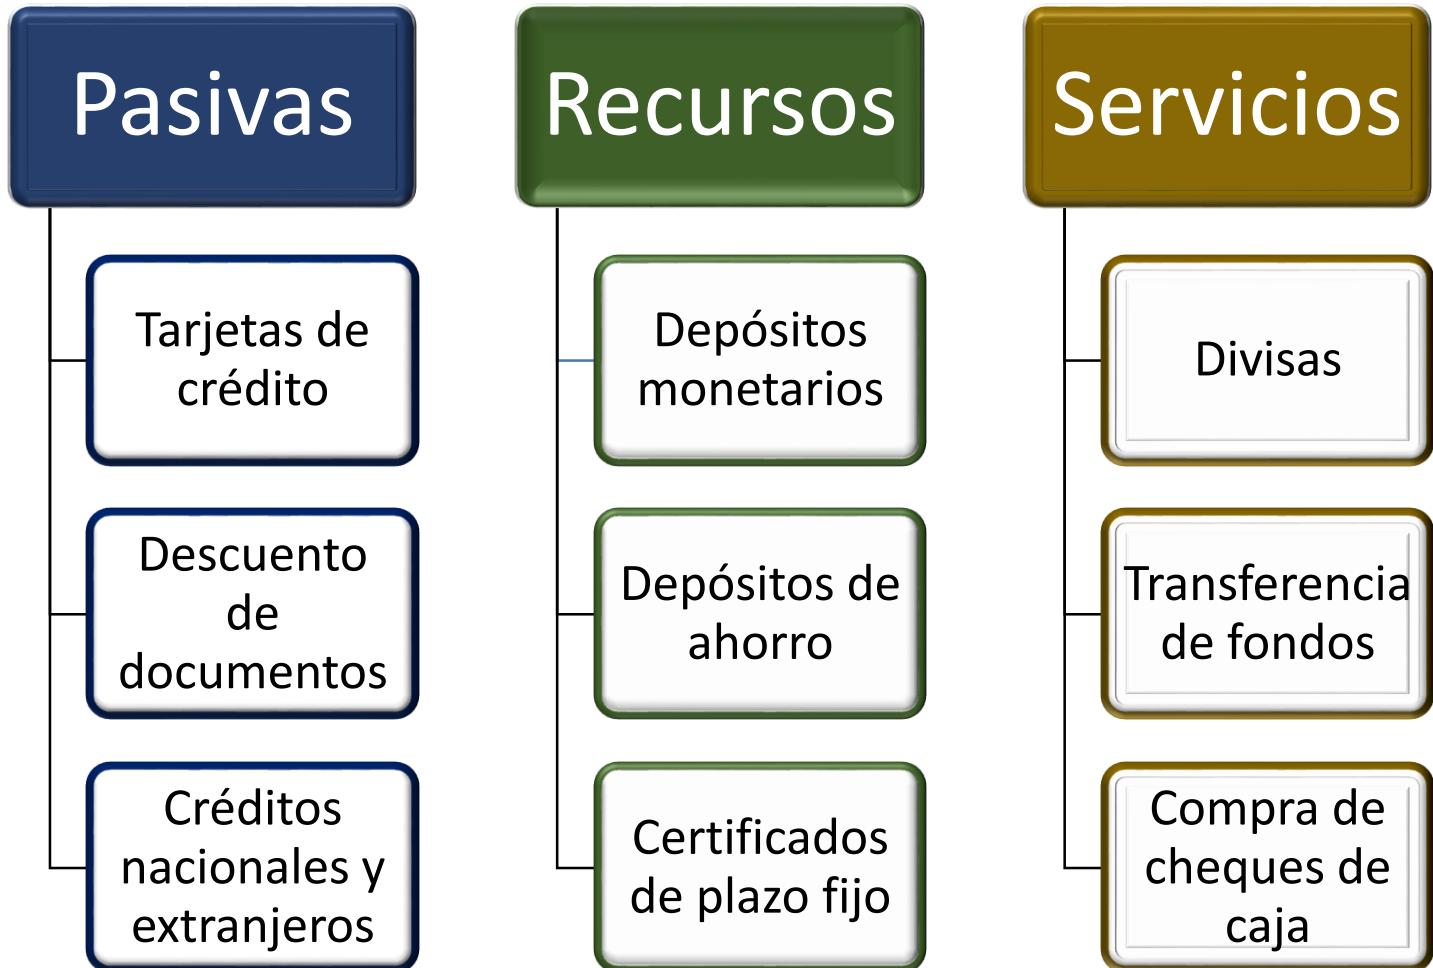 Pasivas
Tarjetas de
crédito
Descuento
de
documentos
Créditos
nacionales y
extranjeros
Recursos
Depósitos
monetarios
Depósitos de
ahorro
Certificados
de plazo fijo
Servicios
Divisas
Transferencia
de fondos
Compra de
cheques de
caja